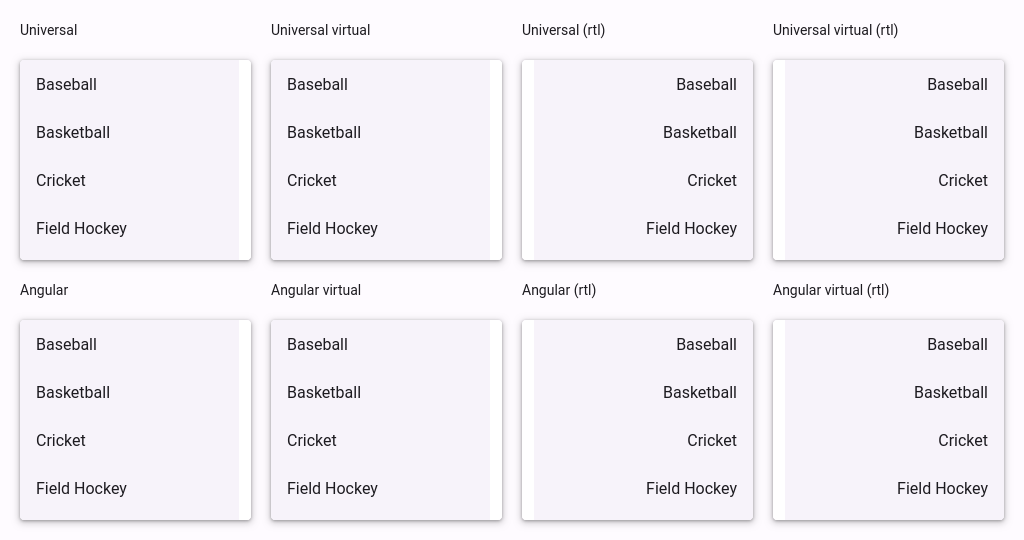 Universal
Baseball
Basketball
Cricket
Field Hockey
Universal virtual
Baseball
Basketball
Cricket
Field Hockey
Universal (rtl)
Baseball
Basketball
Cricket
Field Hockey
Universal virtual (rtl)
Baseball
Basketball
Cricket
Field Hockey
Angular
Baseball
Basketball
Cricket
Field Hockey
Angular virtual
Baseball
Basketball
Cricket
Field Hockey
Angular (rtl)
Baseball
Basketball
Cricket
Field Hockey
Angular virtual (rtl)
Baseball
Basketball
Cricket
Field Hockey